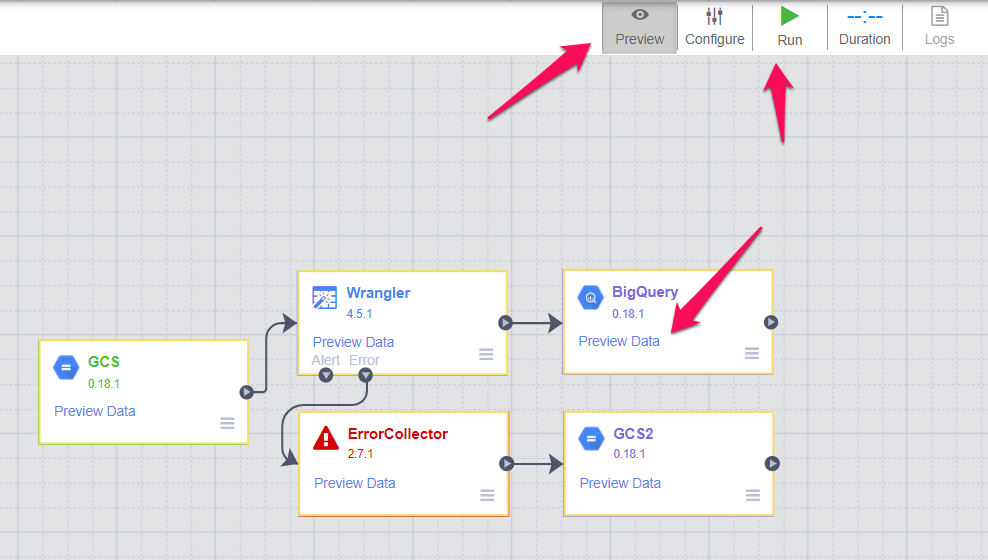 Preview
Configure
Run
--:--
Duration
Logs
GCS
0.18.1
Preview Data
Wrangler
4.5.1
Preview Data
Alert Error
BigQuery
0.18.1
Preview Data
ErrorCollector
2.7.1
Preview Data
GCS2
0.18.1
Preview Data